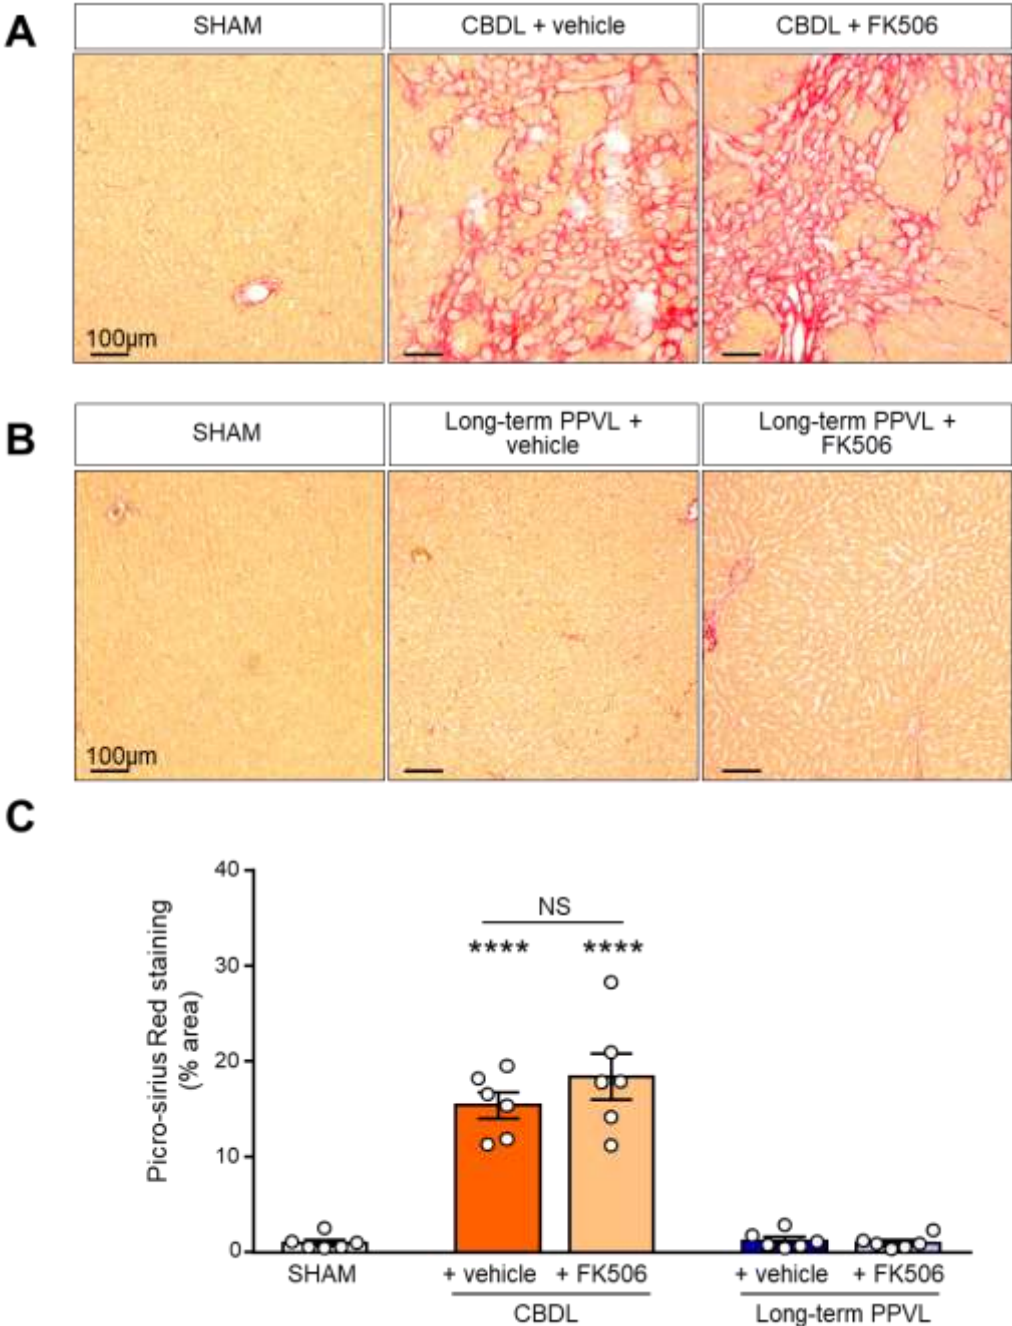 A
SHAM
CBDL + vehicle
CBDL + FK506
100µm
B
SHAM
Long-term PPVL +
vehicle
Long-term PPVL +
FK506
100µm
C
Picro-sirius Red staining
(% area)
40
30
20
10
0
NS
**** ****
SHAM
+ vehicle + FK506
CBDL
+ vehicle + FK506
Long-term PPVL